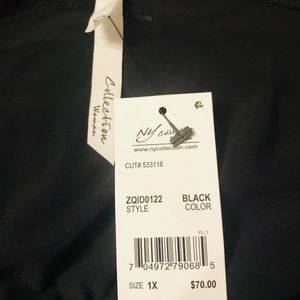 Collection
Woman
NY Collection
www.nycollection.com
CUT# 533116
ZQID0122 BLACK
STYLE COLOR
FL_1
7 04972 79068 5
SIZE 1X $70.00